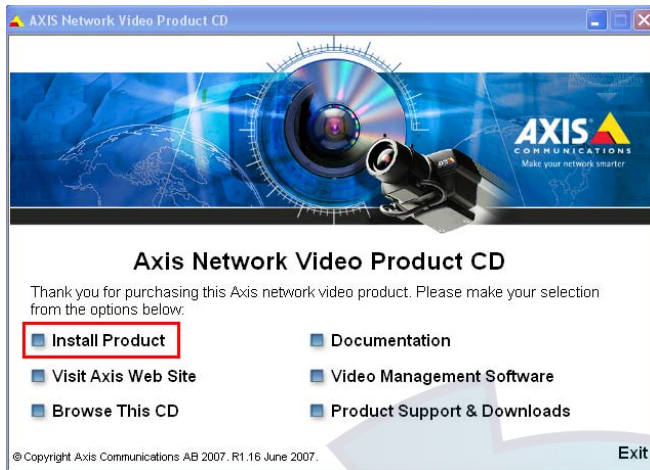 AXIS Network Video Product CD
AXIS
COMMUNICATIONS
Make your network smarter
Axis Network Video Product CD
Thank you for purchasing this Axis network video product. Please make your selection
from the options below:
Install Product
Documentation
Visit Axis Web Site
Video Management Software
Browse This CD
Product Support & Downloads
© Copyright Axis Communications AB 2007. R1.16 June 2007.
Exit